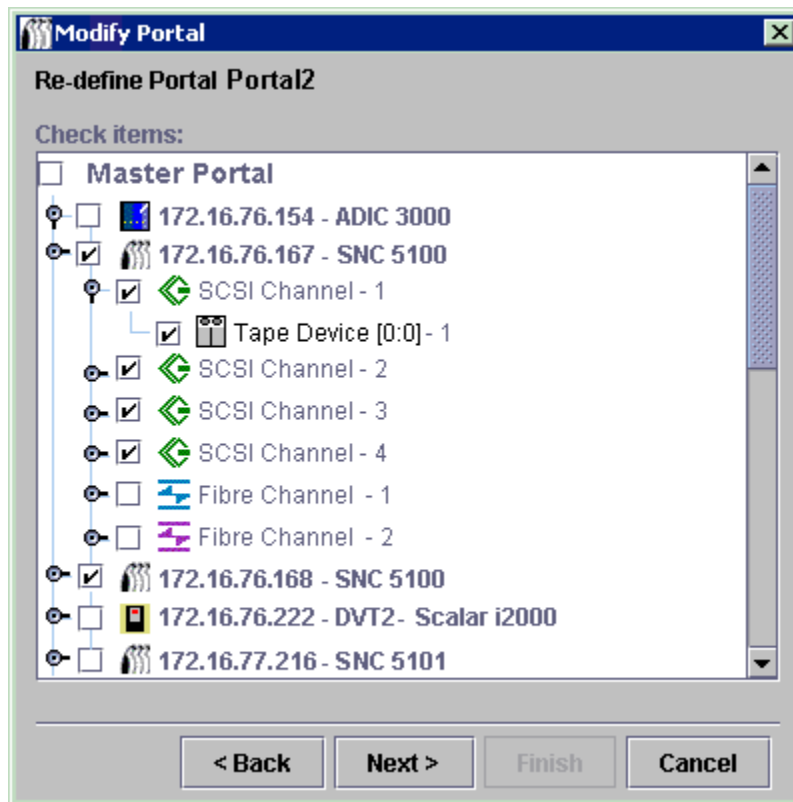 Modify Portal
Re-define Portal Portal2
Check items:
Master Portal
172.16.76.154 - ADIC 3000
172.16.76.167 - SNC 5100
SCSI Channel - 1
Tape Device [0:0] - 1
SCSI Channel - 2
SCSI Channel - 3
SCSI Channel - 4
Fibre Channel - 1
Fibre Channel - 2
172.16.76.168 - SNC 5100
172.16.76.222 - DVT2- Scalar i2000
172.16.77.216 - SNC 5101
< Back Next > Finish Cancel